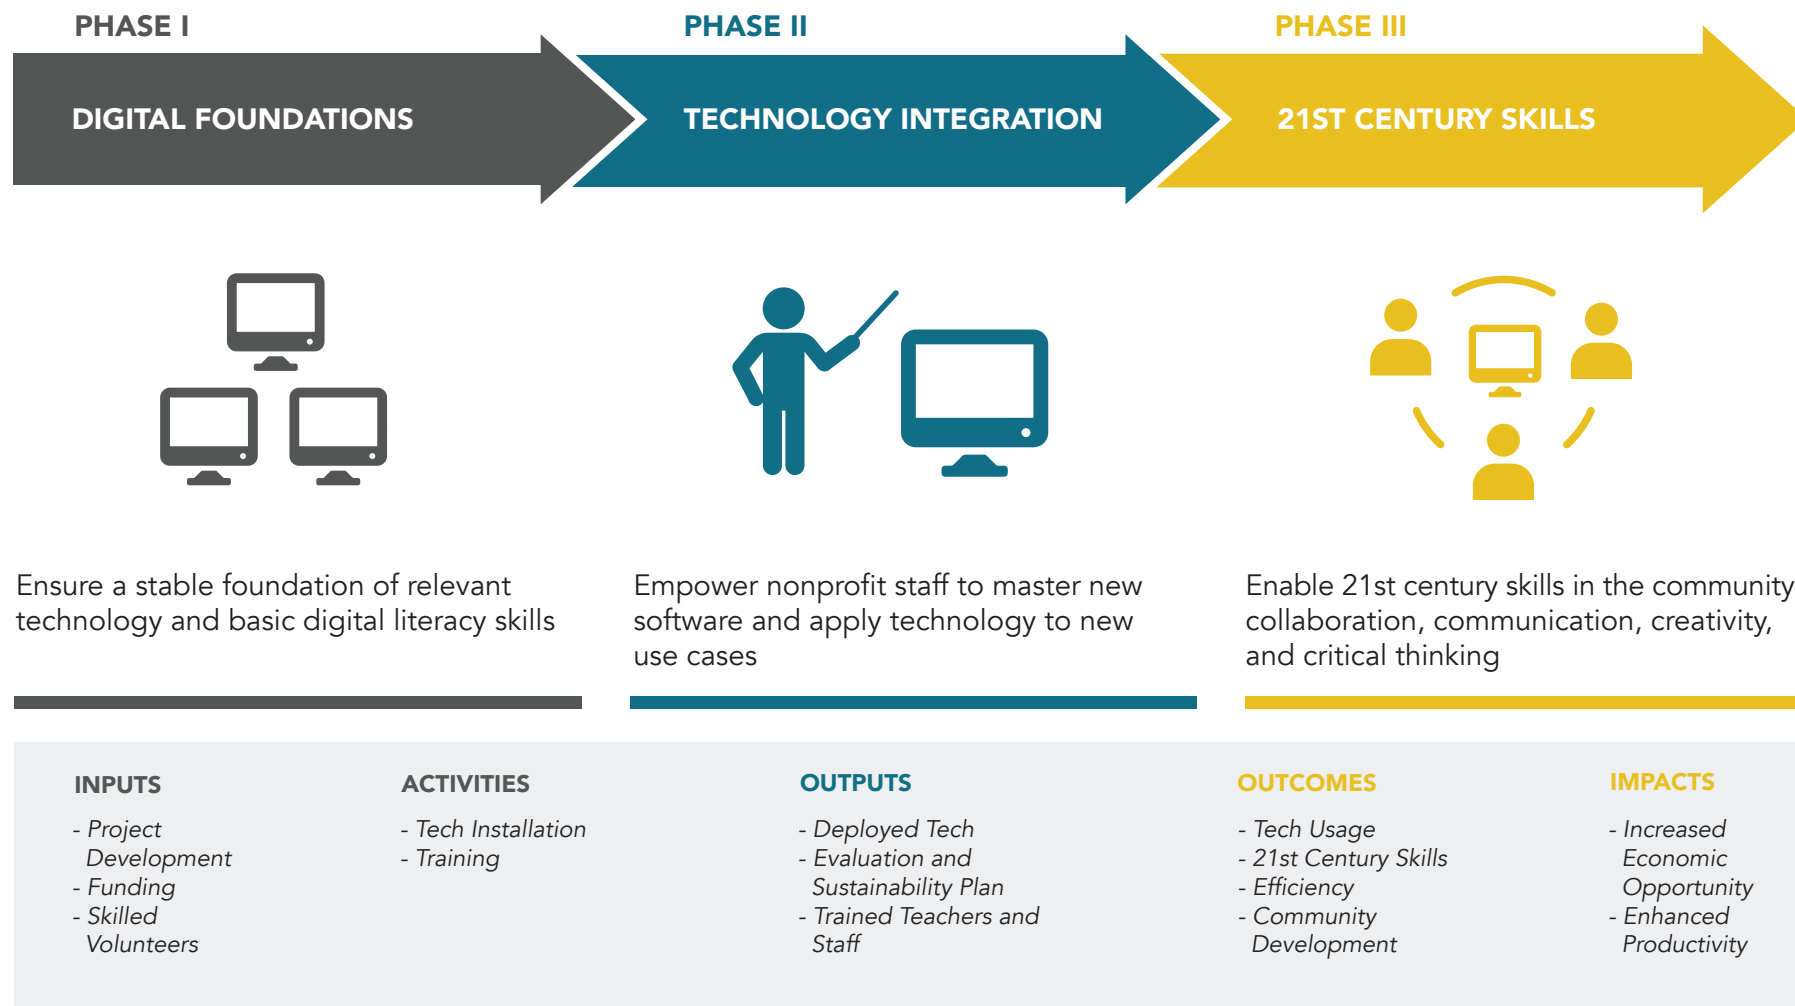 PHASE I
PHASE II
PHASE III
DIGITAL FOUNDATIONS
TECHNOLOGY INTEGRATION
21ST CENTURY SKILLS
Ensure a stable foundation of relevant
technology and basic digital literacy skills
Empower nonprofit staff to master new
software and apply technology to new
use cases
Enable 21st century skills in the community
collaboration, communication, creativity,
and critical thinking
INPUTS
- Project
Development
- Funding
- Skilled
Volunteers
ACTIVITIES
- Tech Installation
- Training
OUTPUTS
- Deployed Tech
- Evaluation and
Sustainability Plan
- Trained Teachers and
Staff
OUTCOMES
- Tech Usage
- 21st Century Skills
- Efficiency
- Community
Development
IMPACTS
- Increased
Economic
Opportunity
- Enhanced
Productivity